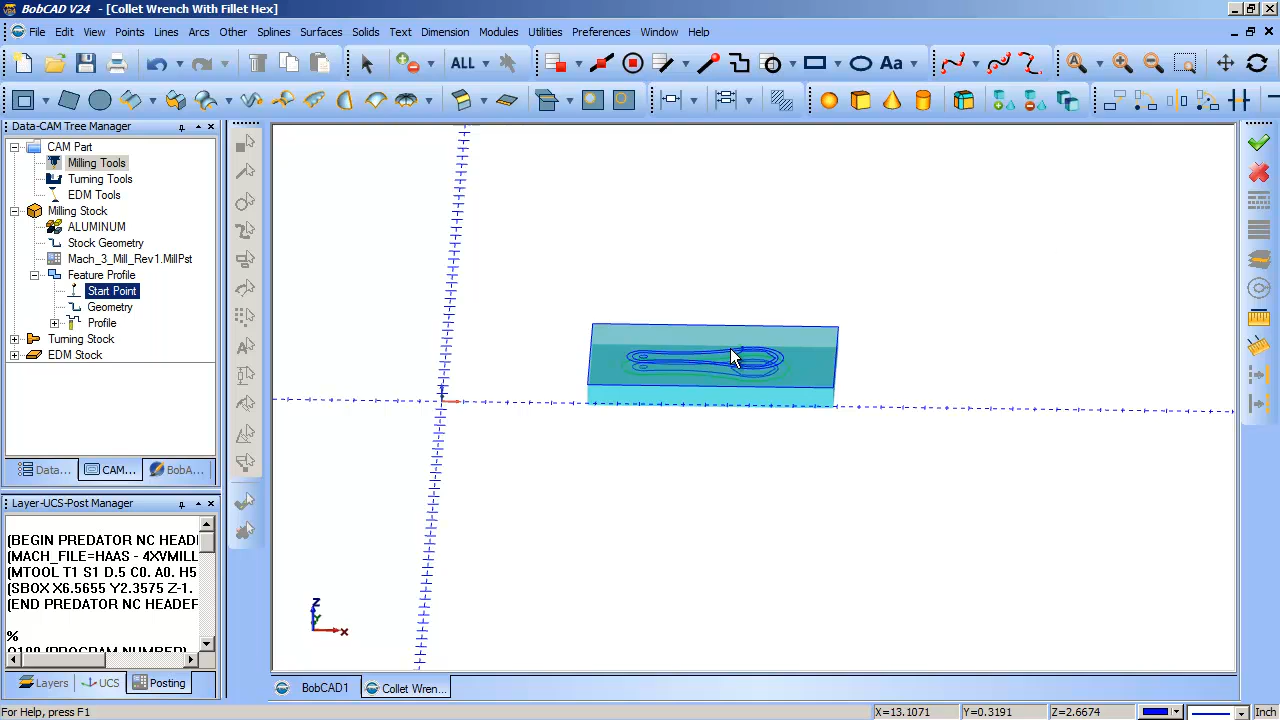 BobCAD V24 - [Collet Wrench With Fillet Hex]
File Edit View Points Lines Arcs Other Splines Surfaces Solids Text Dimension Modules Utilities Preferences Window Help
ALL
Aa
Data-CAM Tree Manager
CAM Part
Milling Tools
Turning Tools
EDM Tools
Milling Stock
ALUMINUM
Stock Geometry
Mach_3_Mill_Rev1.MillPst
Feature Profile
Start Point
Geometry
Profile
Turning Stock
EDM Stock
Data... CAM... BobA...
Layer-UCS-Post Manager
(BEGIN PREDATOR NC HEADE
(MACH_FILE=HAAS - 4XVMILL
(MTOOL T1 S1 D.5 C0. A0. H5
(SBOX X6.5655 Y2.3575 Z-1.
(END PREDATOR NC HEADEF
%
O100 (PROGRAM NUMBER)
Layers UCS Posting
Z
Y
X
BobCAD1 Collet Wren...
For Help, press F1
X=13.1071 Y=0.3191 Z=2.6674 Inch